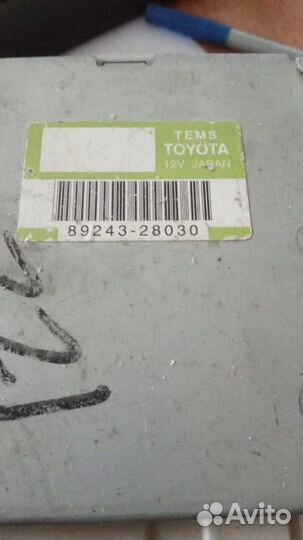 TEMS
TOYOTA
12V JAPAN
89243-28030
Avito